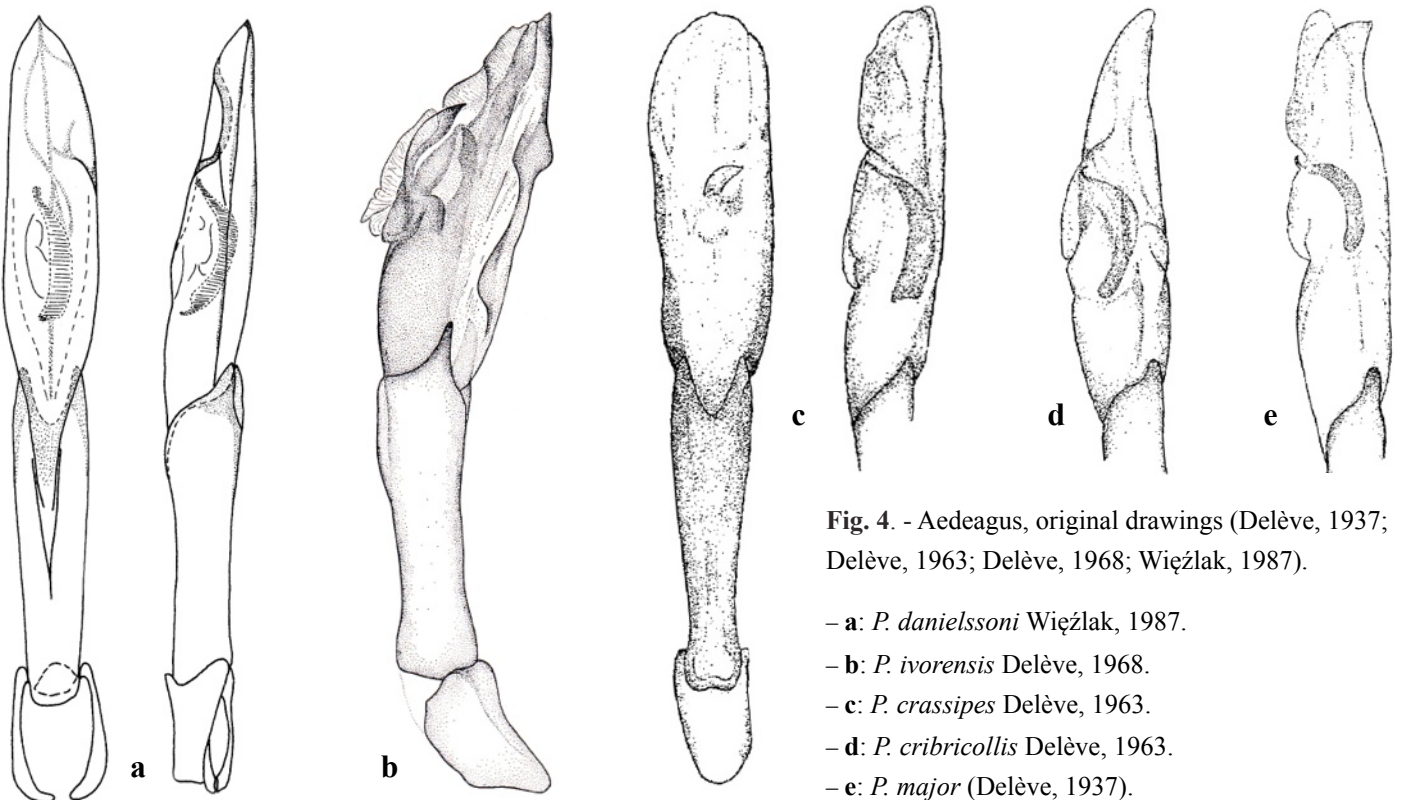 a
b
c
d
e
Fig. 4. - Aedeagus, original drawings (Delève, 1937;
Delève, 1963; Delève, 1968; Więźlak, 1987).
– a: P. danielssoni Więźlak, 1987.
– b: P. ivorensis Delève, 1968.
– c: P. crassipes Delève, 1963.
– d: P. cribricollis Delève, 1963.
– e: P. major (Delève, 1937).